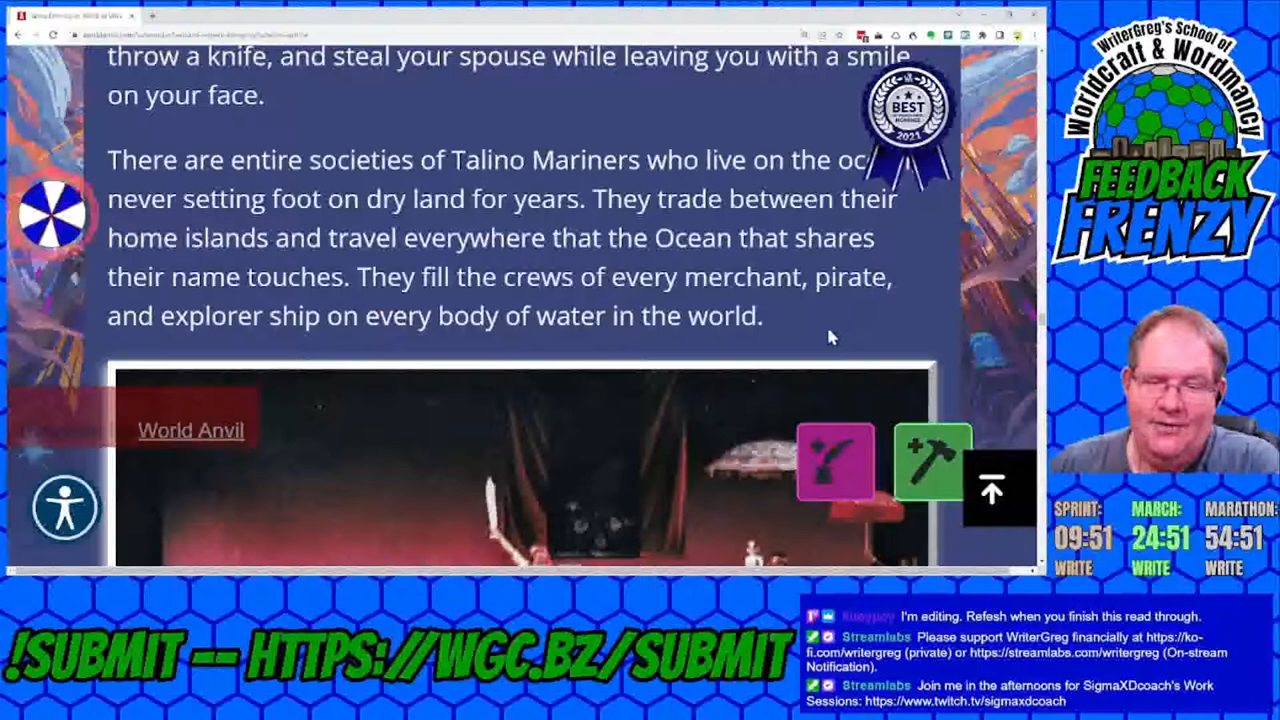 throw a knife, and steal your spouse while leaving you with a smile
on your face.
There are entire societies of Talino Mariners who live on the oc
never setting foot on dry land for years. They trade between their
home islands and travel everywhere that the Ocean that shares
their name touches. They fill the crews of every merchant, pirate,
and explorer ship on every body of water in the world.
BEST
2021
World Anvil
WriterGreg's School of
Worldcraft & Wordmancy
FEEDBACK
FRENZY
SPRINT: MARCH: MARATHON:
09:51 24:51 54:51
WRITE WRITE WRITE
!SUBMIT -- HTTPS://WGC.BZ/SUBMIT
I'm editing. Refesh when you finish this read through.
Streamlabs Please support WriterGreg financially at https://ko-
fi.com/writergreg (private) or https://streamlabs.com/writergreg (On-stream
Notification).
Streamlabs Join me in the afternoons for SigmaXDcoach's Work
Sessions: https://www.twitch.tv/sigmaxdcoach